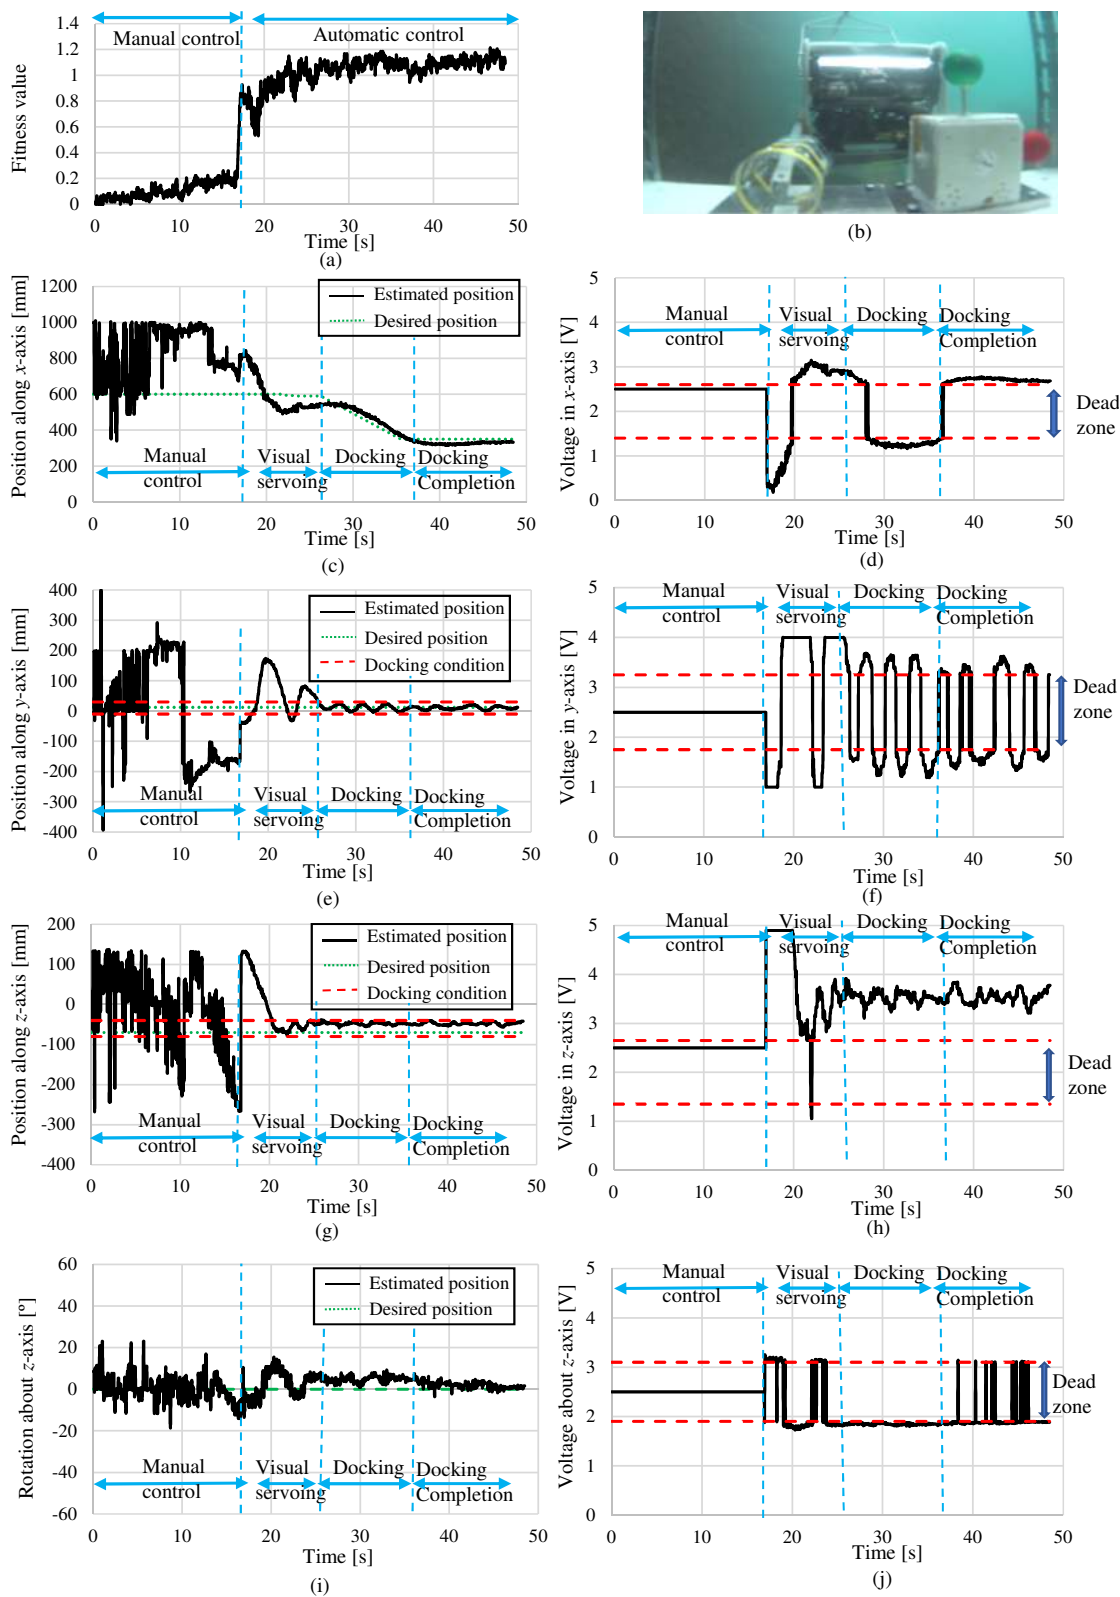 Manual control
Automatic control
Fitness value
1.4
1.2
1
0.8
0.6
0.4
0.2
0
0 10 20 30 40 50
Time [s]
(a)
(b)
Position along x-axis [mm]
1200
1000
800
600
400
200
0
Estimated position
Desired position
Manual control
Visual servoing
Docking
Docking Completion
0 10 20 30 40 50
Time [s]
(c)
Voltage in x-axis [V]
5
4
3
2
1
0
Manual control
Visual servoing
Docking
Docking Completion
Dead zone
0 10 20 30 40 50
Time [s]
(d)
Position along y-axis [mm]
400
300
200
100
0
-100
-200
-300
-400
Estimated position
Desired position
Docking condition
Manual control
Visual servoing
Docking
Docking Completion
0 10 20 30 40 50
Time [s]
(e)
Voltage in y-axis [V]
5
4
3
2
1
0
Manual control
Visual servoing
Docking
Docking Completion
Dead zone
0 10 20 30 40 50
Time [s]
(f)
Position along z-axis [mm]
200
100
0
-100
-200
-300
-400
Estimated position
Desired position
Docking condition
Manual control
Visual servoing
Docking
Docking Completion
0 10 20 30 40 50
Time [s]
(g)
Voltage in z-axis [V]
5
4
3
2
1
0
Manual control
Visual servoing
Docking
Docking Completion
Dead zone
0 10 20 30 40 50
Time [s]
(h)
Rotation about z-axis [º]
60
40
20
0
-20
-40
-60
Estimated position
Desired position
Manual control
Visual servoing
Docking
Docking Completion
0 10 20 30 40 50
Time [s]
(i)
Voltage about z-axis [V]
5
4
3
2
1
0
Manual control
Visual servoing
Docking
Docking Completion
Dead zone
0 10 20 30 40 50
Time [s]
(j)